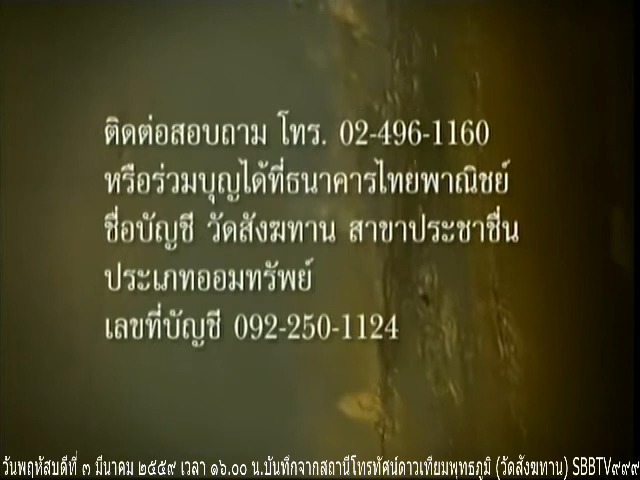 ติดต่อสอบถาม โทร. 02-496-1160
หรือร่วมบุญได้ที่ธนาคารไทยพาณิชย์
ชื่อบัญชี วัดสังฆทาน สาขาประชาชื่น
ประเภทออมทรัพย์
เลขที่บัญชี 092-250-1124
วันพฤหัสบดีที่ ๓ มีนาคม ๒๕๕๙ เวลา ๑๖.๐๐ น.บันทึกจากสถานีโทรทัศน์ดาวเทียมพุทธภูมิ (วัดสังฆทาน) SBBTV๙๙๙